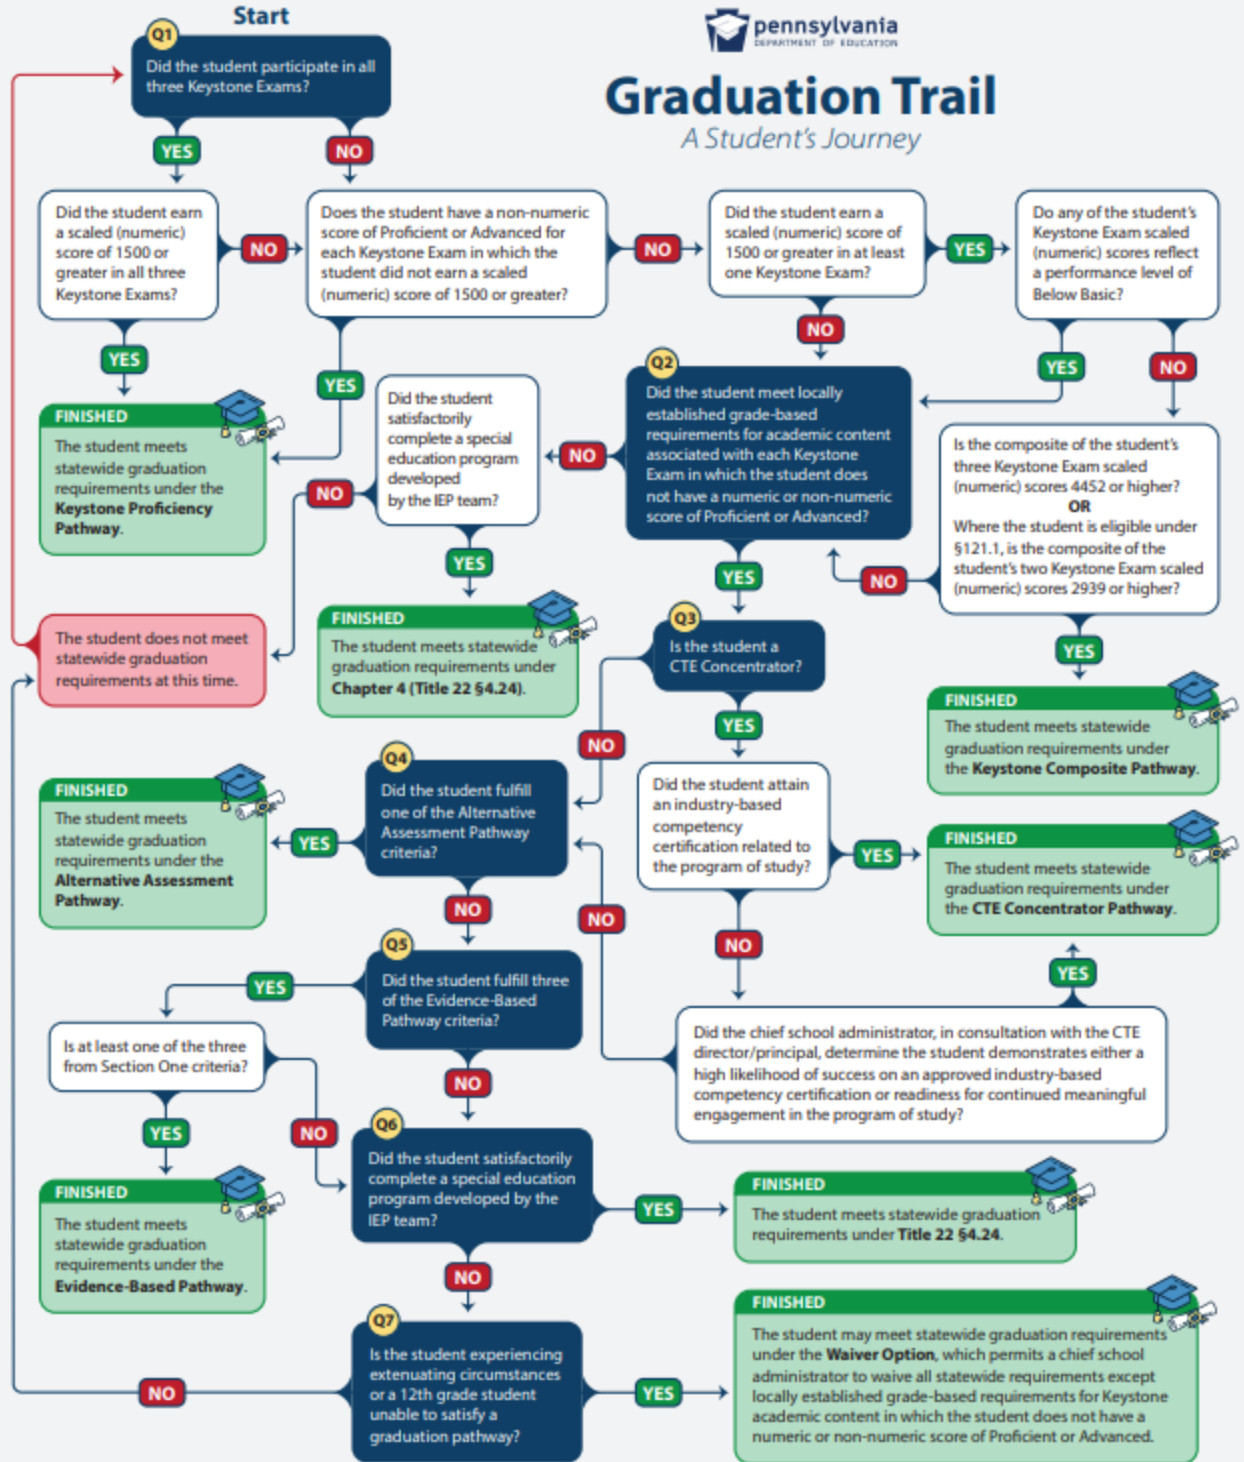 Start
pennsylvania
DEPARTMENT OF EDUCATION
Graduation Trail
A Student's Journey
Q1
Did the student participate in all
three Keystone Exams?
YES
NO
Did the student earn
a scaled (numeric)
score of 1500 or
greater in all three
Keystone Exams?
NO
Does the student have a non-numeric
score of Proficient or Advanced for
each Keystone Exam in which the
student did not earn a scaled
(numeric) score of 1500 or greater?
NO
Did the student earn a
scaled (numeric) score of
1500 or greater in at least
one Keystone Exam?
YES
Do any of the student's
Keystone Exam scaled
(numeric) scores reflect
a performance level of
Below Basic?
YES
YES
NO
YES
NO
FINISHED
The student meets
statewide graduation
requirements under the
Keystone Proficiency
Pathway.
Did the student
satisfactorily
complete a special
education program
developed
by the IEP team?
NO
NO
YES
Q2
Did the student meet locally
established grade-based
requirements for academic content
associated with each Keystone
Exam in which the student does
not have a numeric or non-numeric
score of Proficient or Advanced?
YES
Is the composite of the student's
three Keystone Exam scaled
(numeric) scores 4452 or higher?
OR
Where the student is eligible under
§121.1, is the composite of the
student's two Keystone Exam scaled
(numeric) scores 2939 or higher?
NO
YES
The student does not meet
statewide graduation
requirements at this time.
FINISHED
The student meets statewide
graduation requirements under
Chapter 4 (Title 22 §4.24).
Q3
Is the student a
CTE Concentrator?
NO
YES
FINISHED
The student meets statewide
graduation requirements under
the Keystone Composite Pathway.
FINISHED
The student meets
statewide graduation
requirements under the
Alternative Assessment
Pathway.
YES
Q4
Did the student fulfill
one of the Alternative
Assessment Pathway
criteria?
NO
Did the student attain
an industry-based
competency
certification related to
the program of study?
YES
NO
FINISHED
The student meets statewide
graduation requirements under
the CTE Concentrator Pathway.
NO
YES
Did the chief school administrator, in consultation with the CTE
director/principal, determine the student demonstrates either a
high likelihood of success on an approved industry-based
competency certification or readiness for continued meaningful
engagement in the program of study?
Q5
Did the student fulfill three
of the Evidence-Based
Pathway criteria?
YES
NO
Is at least one of the three
from Section One criteria?
YES
NO
FINISHED
The student meets
statewide graduation
requirements under the
Evidence-Based Pathway.
Q6
Did the student satisfactorily
complete a special education
program developed by the
IEP team?
YES
NO
FINISHED
The student meets statewide graduation
requirements under Title 22 §4.24.
Q7
Is the student experiencing
extenuating circumstances
or a 12th grade student
unable to satisfy a
graduation pathway?
NO
YES
FINISHED
The student may meet statewide graduation requirements
under the Waiver Option, which permits a chief school
administrator to waive all statewide requirements except
locally established grade-based requirements for Keystone
academic content in which the student does not have a
numeric or non-numeric score of Proficient or Advanced.